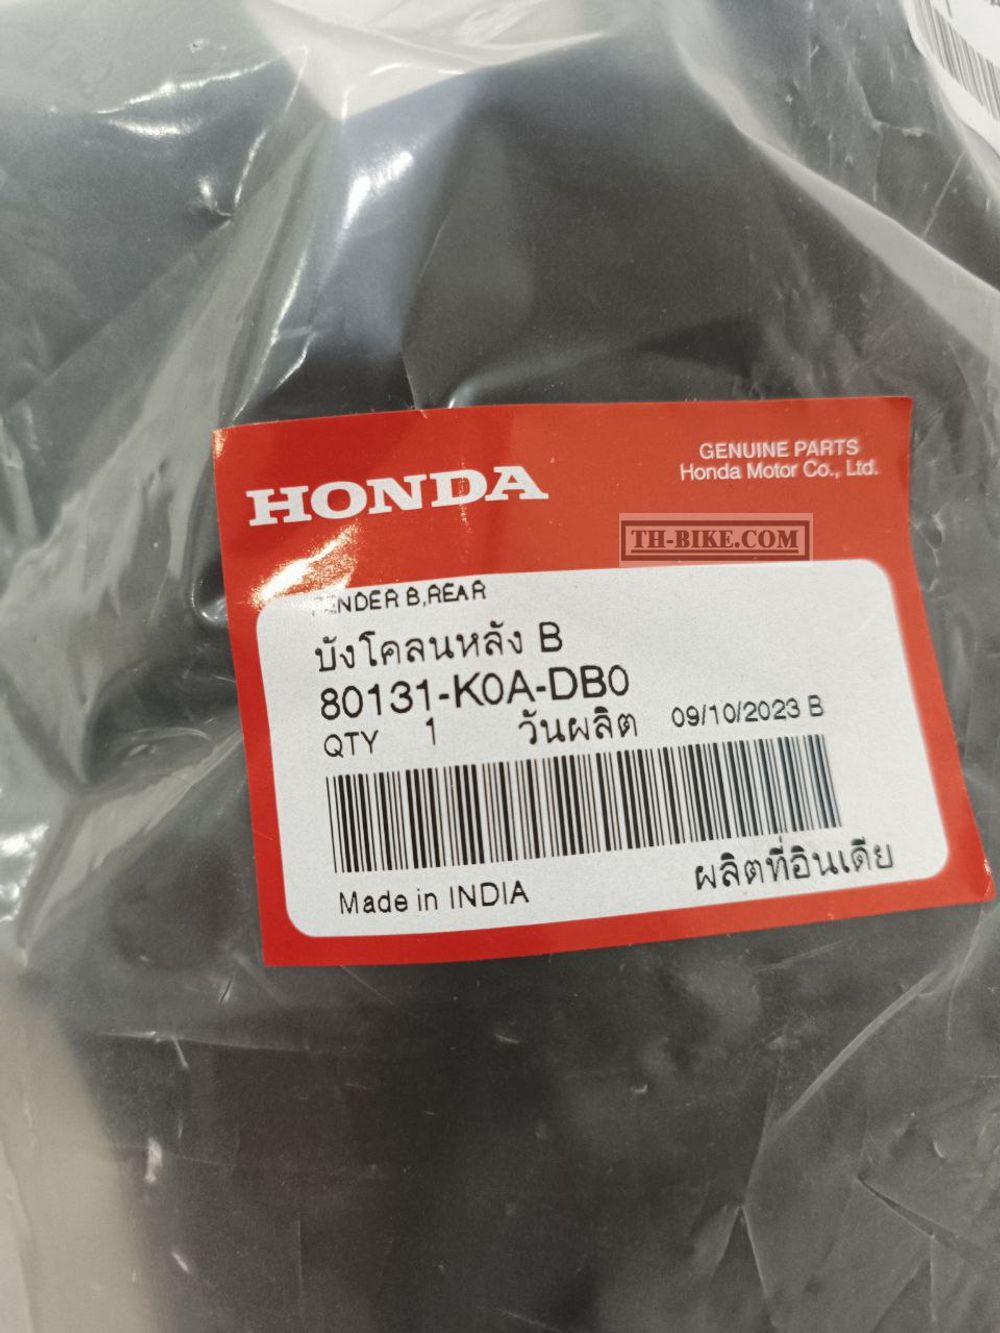 HONDA
GENUINE PARTS
Honda Motor Co., Ltd.
TH-BIKE.COM
FENDER B,REAR
บังโคลนหลัง B
80131-K0A-DB0
QTY 1 วันผลิต 09/10/2023 B
Made in INDIA ผลิตที่อินเดีย